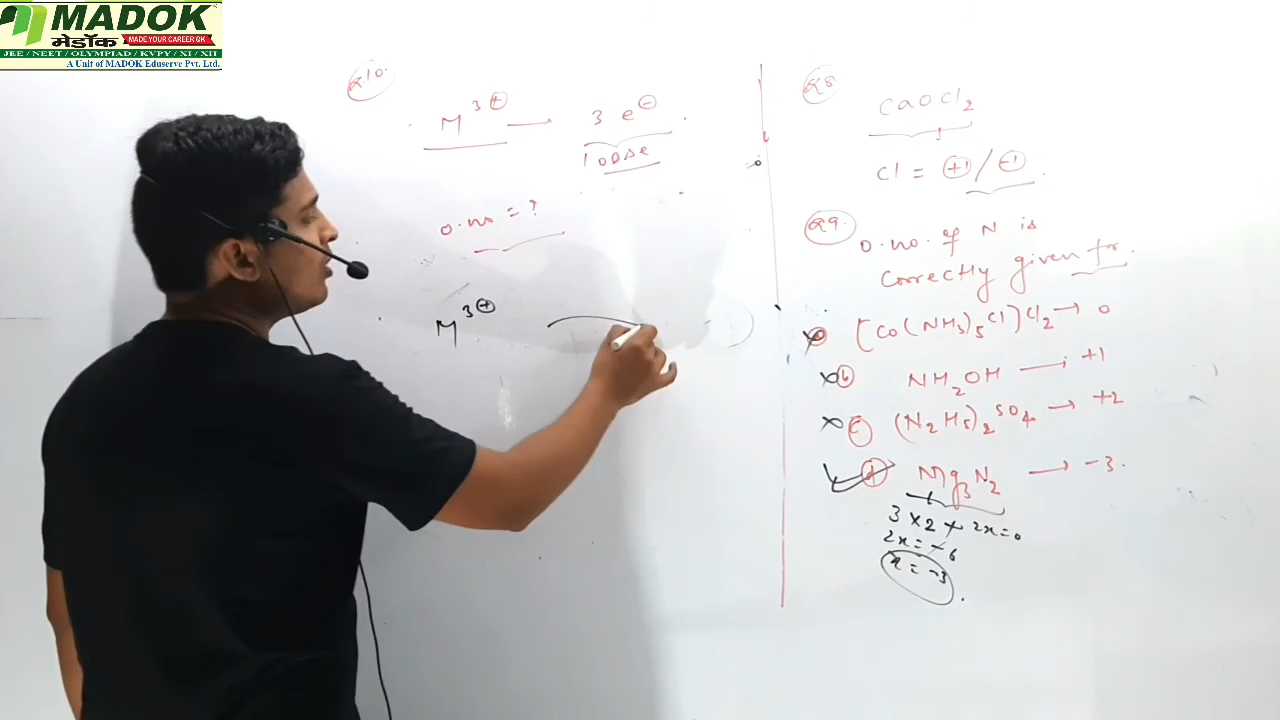 MADOK
मेडॉक MADE YOUR CAREER GK
JEE / NEET / OLYMPIAD / KVPY / XI / XII
A Unit of MADOK Eduserve Pvt. Ltd.
Q10.
M³⊕ → 3e⊖
loose
O.no = ?
M³⊕
Q8
CaOCl₂
Cl = +1 / -1
Q9.
O.no. of N is
correctly given for.
a [Co(NH₃)₅Cl]Cl₂ → 0
b NH₂OH → +1
c (N₂H₅)₂SO₄ → +2
d Mg₃N₂ → -3.
3×2 + 2x=0
2x = -6
x = -3